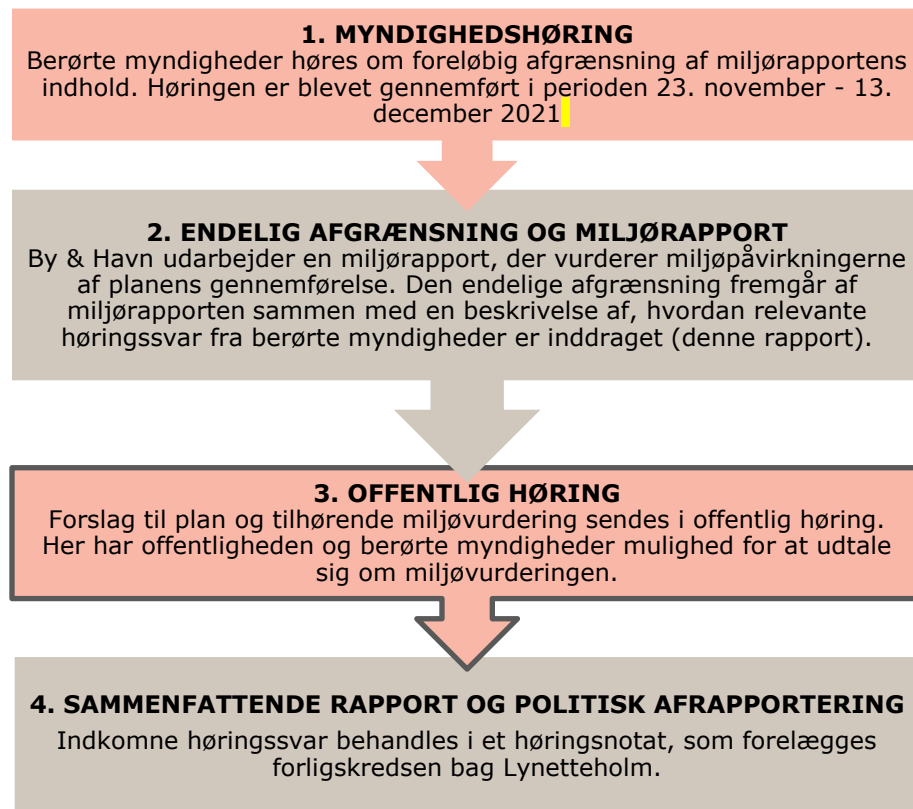 1. MYNDIGHEDSHØRING
Berørte myndigheder høres om foreløbig afgrænsning af miljørapportens
indhold. Høringen er blevet gennemført i perioden 23. november - 13.
december 2021
2. ENDELIG AFGRÆNSNING OG MILJØRAPPORT
By & Havn udarbejder en miljørapport, der vurderer miljøpåvirkningerne
af planens gennemførelse. Den endelige afgrænsning fremgår af
miljørapporten sammen med en beskrivelse af, hvordan relevante
høringssvar fra berørte myndigheder er inddraget (denne rapport).
3. OFFENTLIG HØRING
Forslag til plan og tilhørende miljøvurdering sendes i offentlig høring.
Her har offentligheden og berørte myndigheder mulighed for at udtale
sig om miljøvurderingen.
4. SAMMENFATTENDE RAPPORT OG POLITISK AFRAPPORTERING
Indkomne høringssvar behandles i et høringsnotat, som forelægges
forligskredsen bag Lynetteholm.